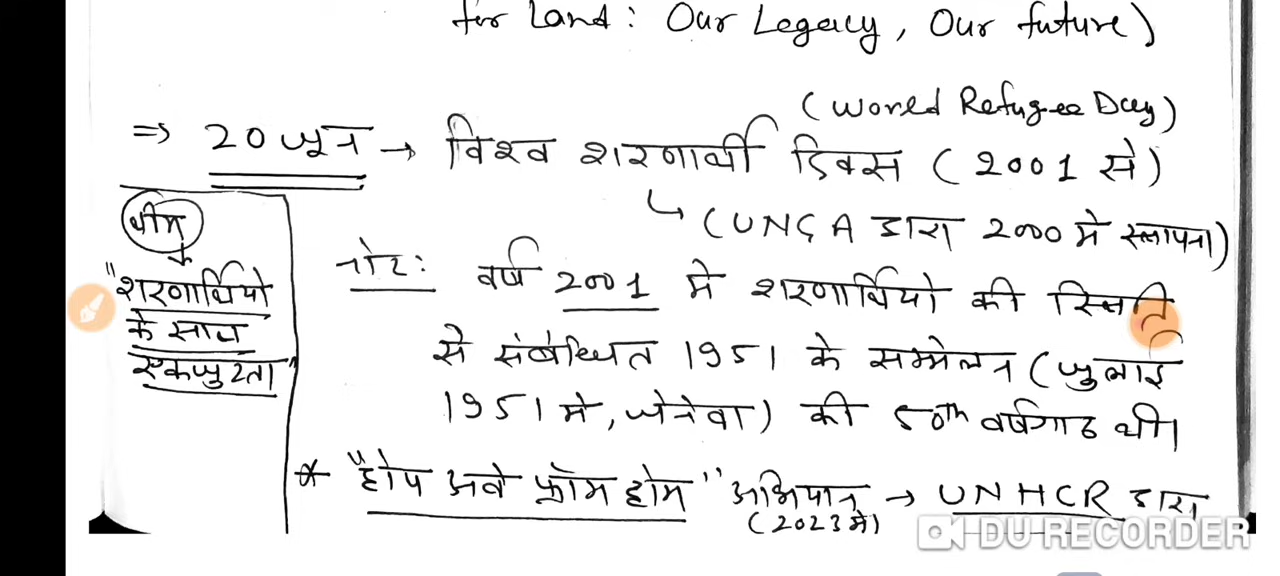 for Land: Our Legacy, Our future)
(World Refugee Day)
=> 20 जून → विश्व शरणार्थी दिवस (2001 से)
↳ (UNGA द्वारा 2000 मे स्थापना)
थीम
"शरणार्थियो
के साथ
एकजुटता"
नोट: वर्ष 2001 मे शरणार्थियो की स्थिति
से संबंधित 1951 के सम्मेलन (जुलाई
1951 मे, जेनेवा) की 50th वर्षगाठ थी।
* "होप अवे फ्रॉम होम" अभियान → UNHCR द्वारा
(2023 मे)
DU RECORDER